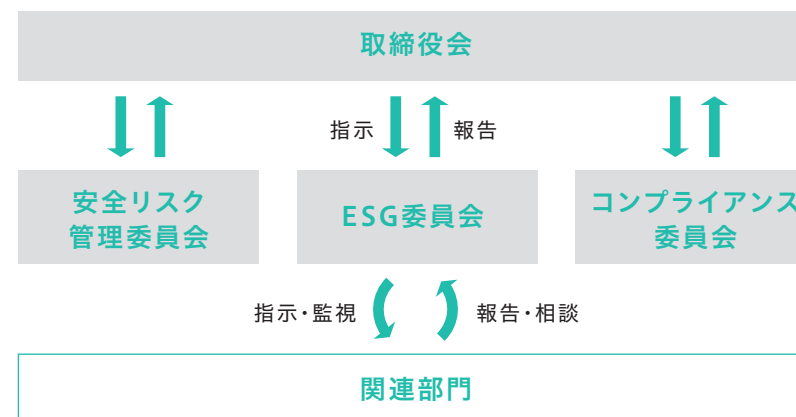 取締役会
指示
報告
安全リスク
管理委員会
ESG委員会
コンプライアンス
委員会
指示・監視
報告・相談
関連部門